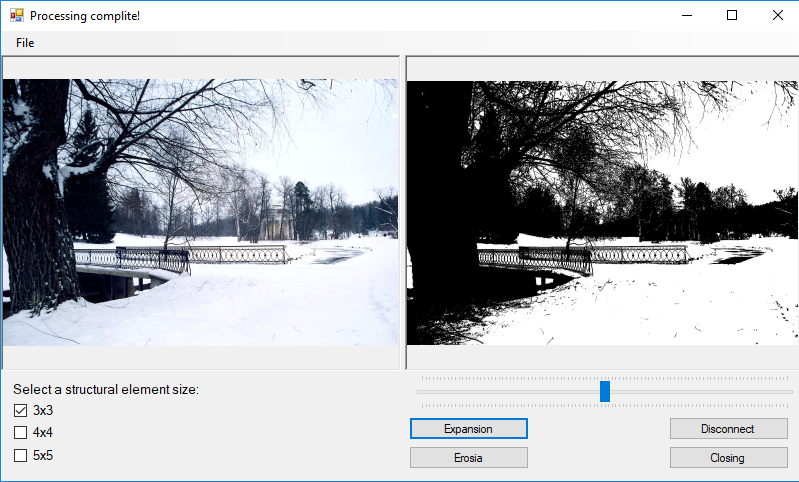 Processing complite!
File
Select a structural element size:
3x3
4x4
5x5
Expansion
Disconnect
Erosia
Closing